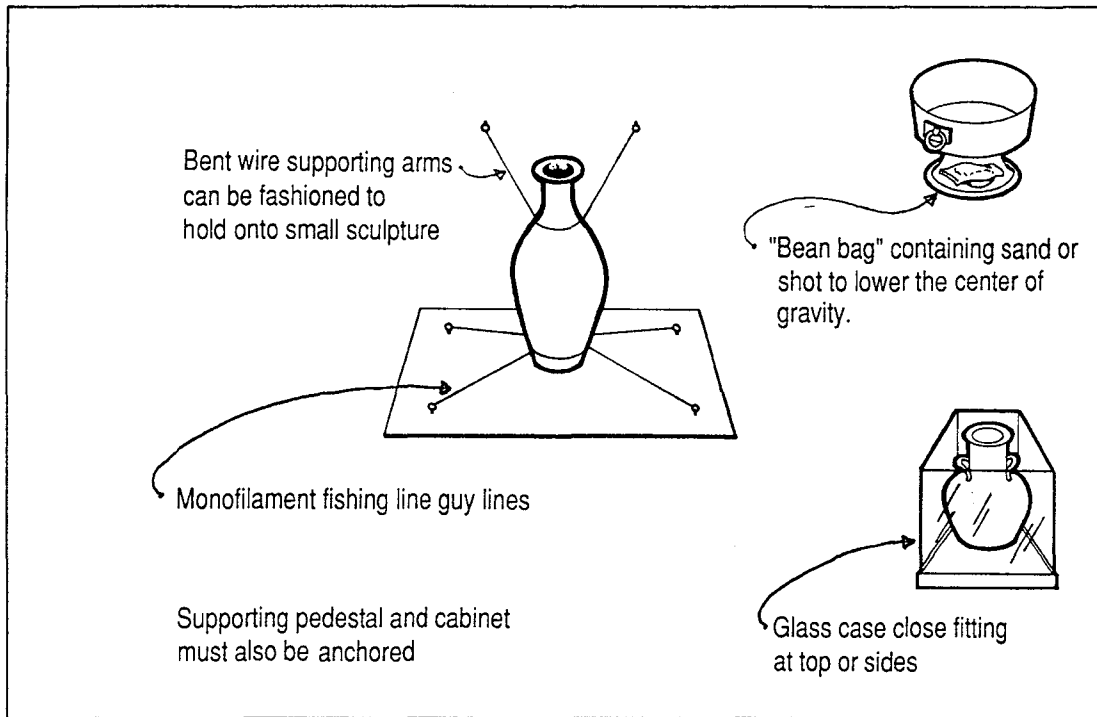 Bent wire supporting arms
can be fashioned to
hold onto small sculpture
"Bean bag" containing sand or
shot to lower the center of
gravity.
Monofilament fishing line guy lines
Supporting pedestal and cabinet
must also be anchored
Glass case close fitting
at top or sides